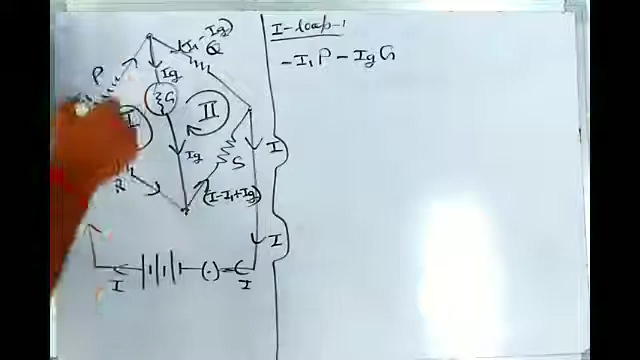 I - loop - 1
-I₁P - IgG
(I₁-Ig)
Q
P
Ig
G
I
II
Ig
S
R
(I-I₁+Ig)
I
I
I
(·)
I